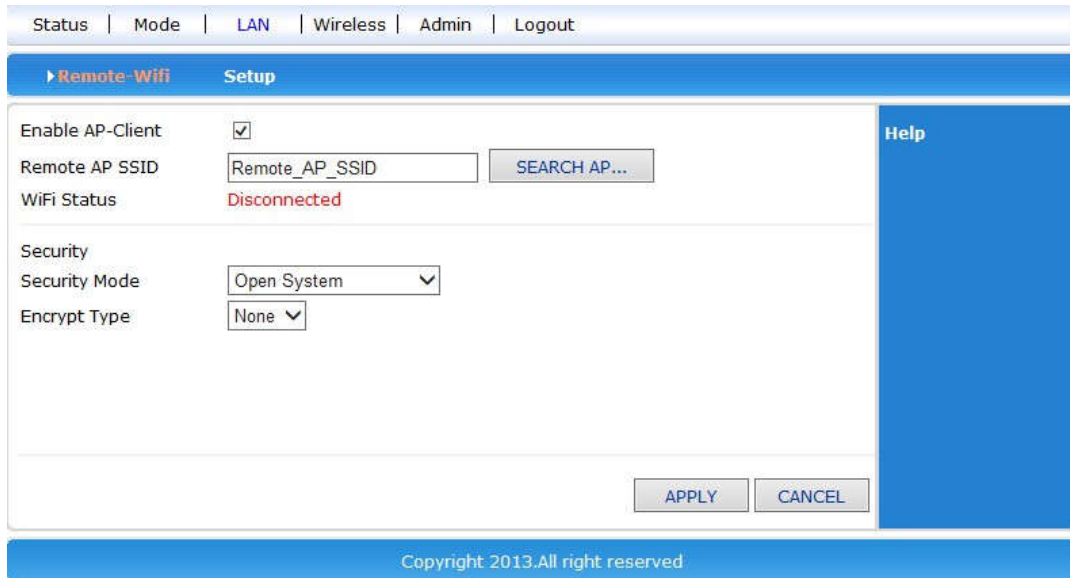 Status | Mode | LAN | Wireless | Admin | Logout
Remote-Wifi Setup
Enable AP-Client
Help
Remote AP SSID Remote_AP_SSID SEARCH AP...
WiFi Status Disconnected
Security
Security Mode Open System
Encrypt Type None
APPLY CANCEL
Copyright 2013.All right reserved